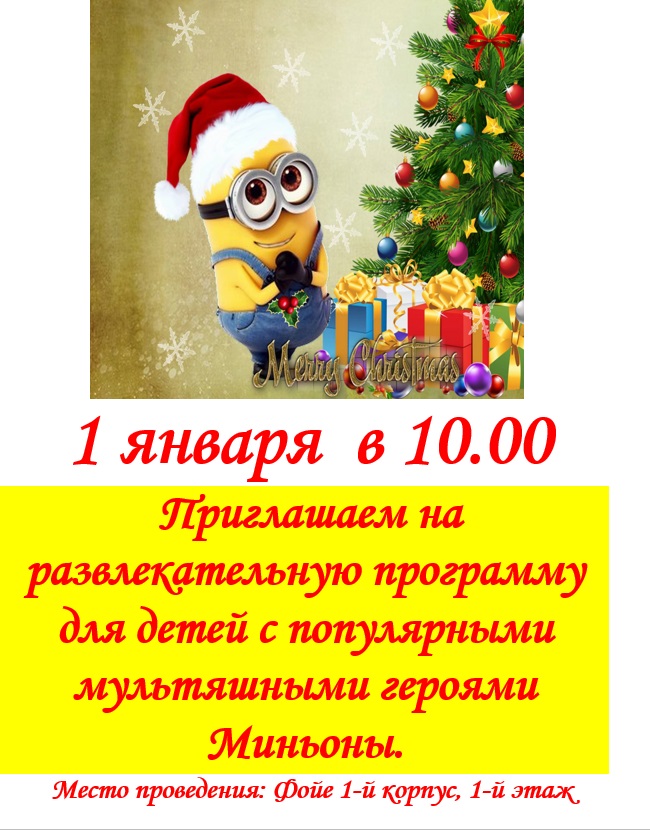 Merry Christmas
1 января в 10.00
Приглашаем на
развлекательную программу
для детей с популярными
мультяшными героями
Миньоны.
Место проведения: Фойе 1-й корпус, 1-й этаж